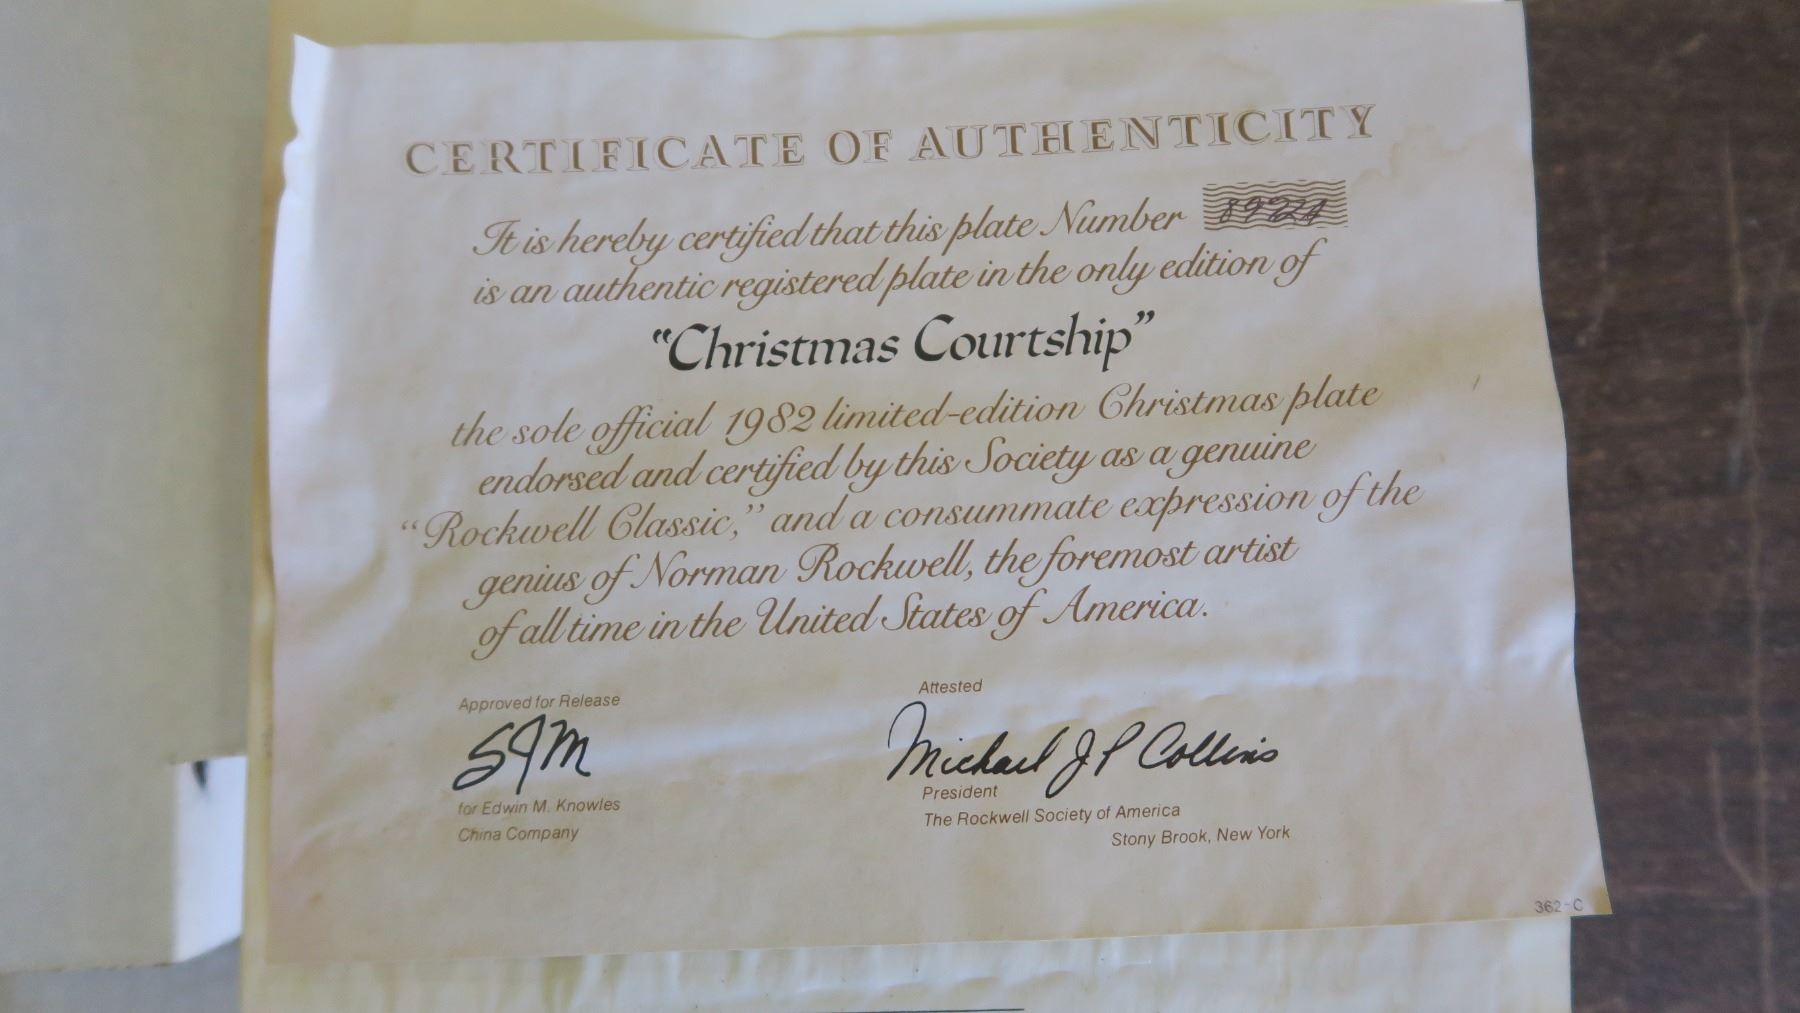 CERTIFICATE OF AUTHENTICITY
It is hereby certified that this plate Number
is an authentic registered plate in the only edition of
“Christmas Courtship”
the sole official 1982 limited-edition Christmas plate
endorsed and certified by this Society as a genuine
“Rockwell Classic,” and a consummate expression of the
genius of Norman Rockwell, the foremost artist
of all time in the United States of America.
Approved for Release
SJM
for Edwin M. Knowles
China Company
Attested
Michael J P Collins
President
The Rockwell Society of America
Stony Brook, New York
362-C